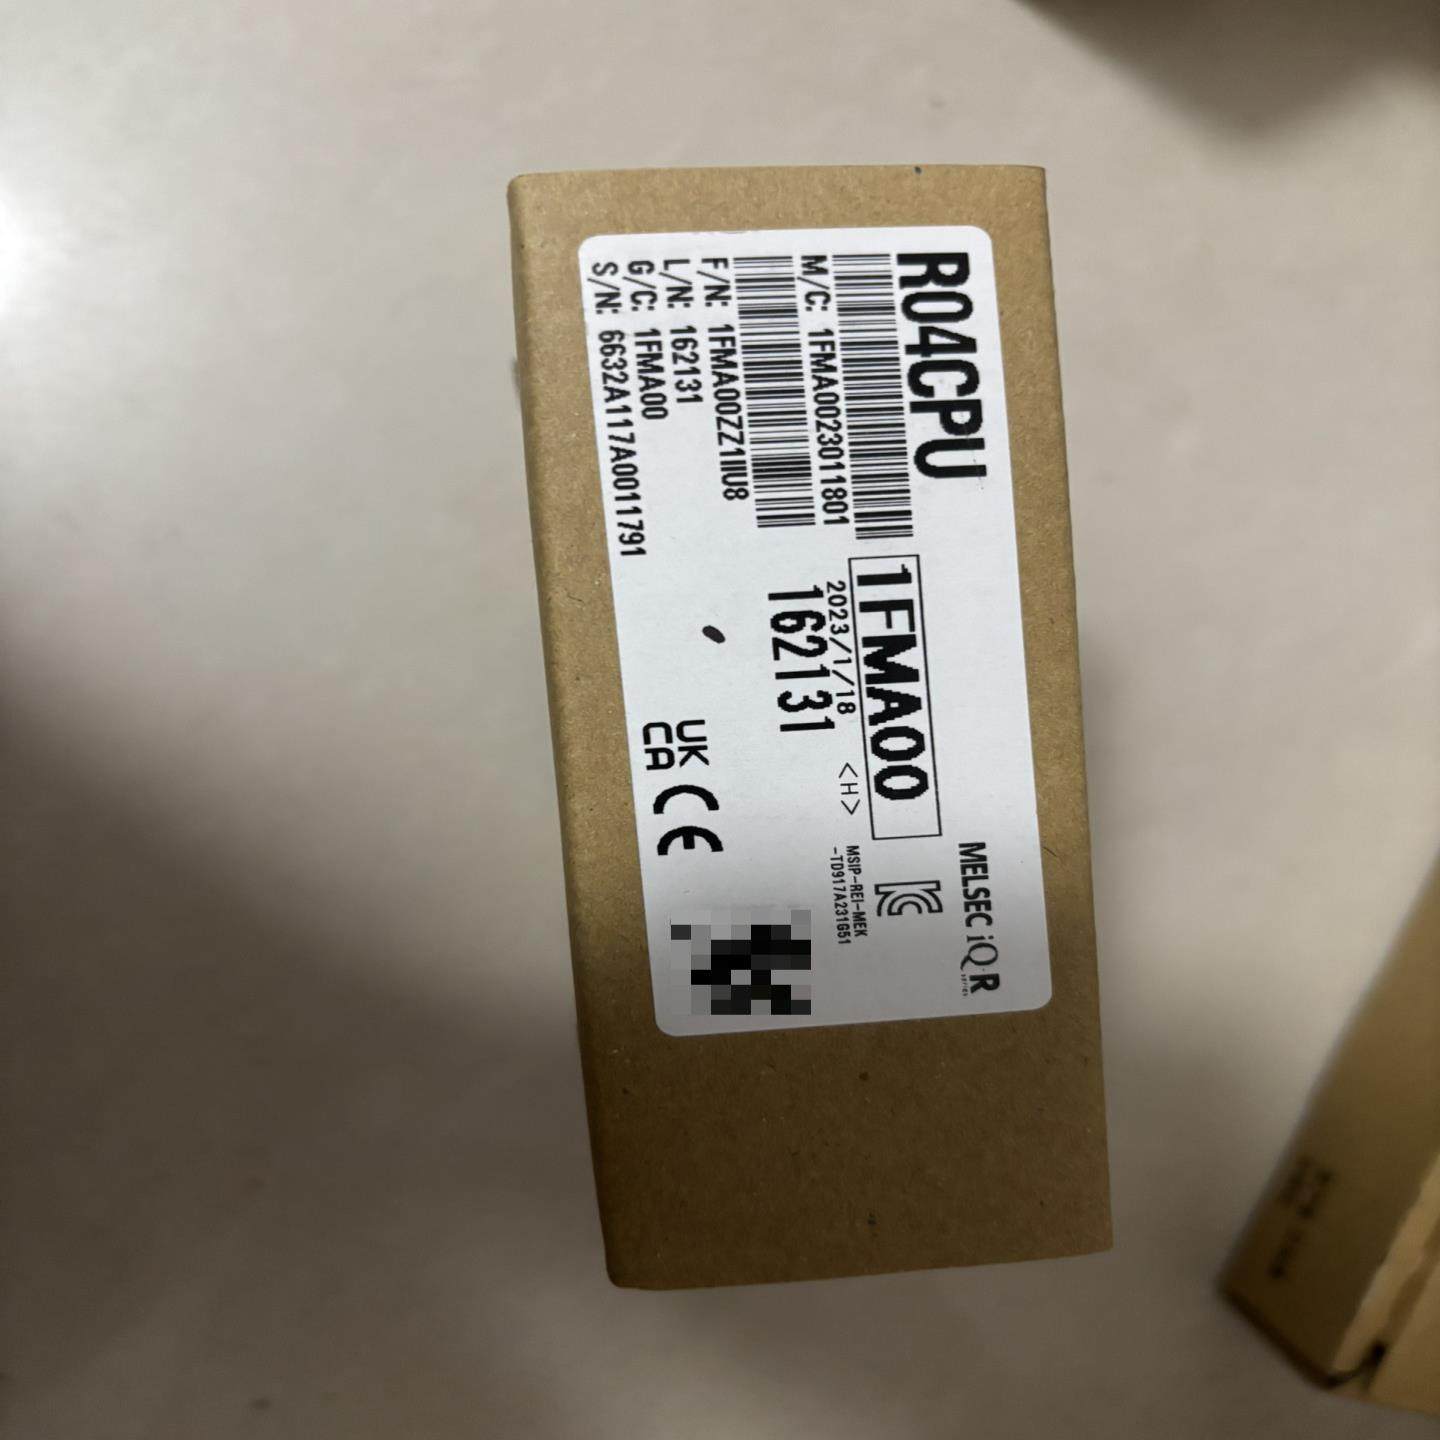 R04CPU
MELSEC iQ-R
series
1FMA00
M/C: 1FMA0023011801
2023/1/18 <H>
MSIP-REI-MEK
-TD917A231G51
162131
F/N: 1FMA00ZZ1IIU8
L/N: 162131
G/C: 1FMA00
S/N: 6632A117A0011791
UK
CA
CE